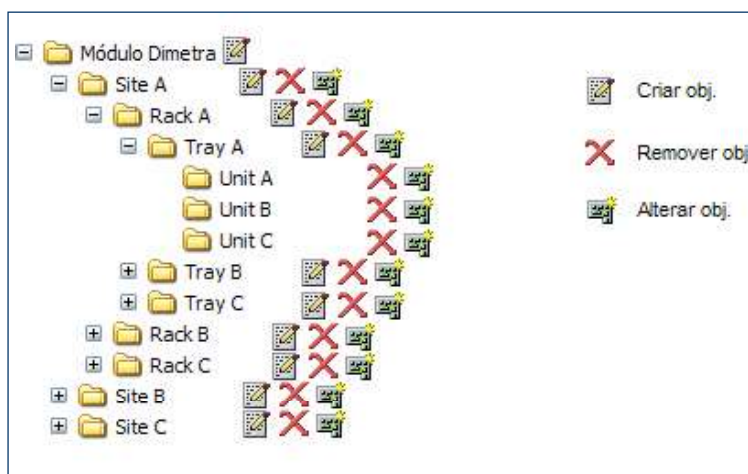 Módulo Dimetra
Site A
Rack A
Tray A
Unit A
Unit B
Unit C
Tray B
Tray C
Rack B
Rack C
Site B
Site C
Criar obj.
Remover obj
Alterar obj.